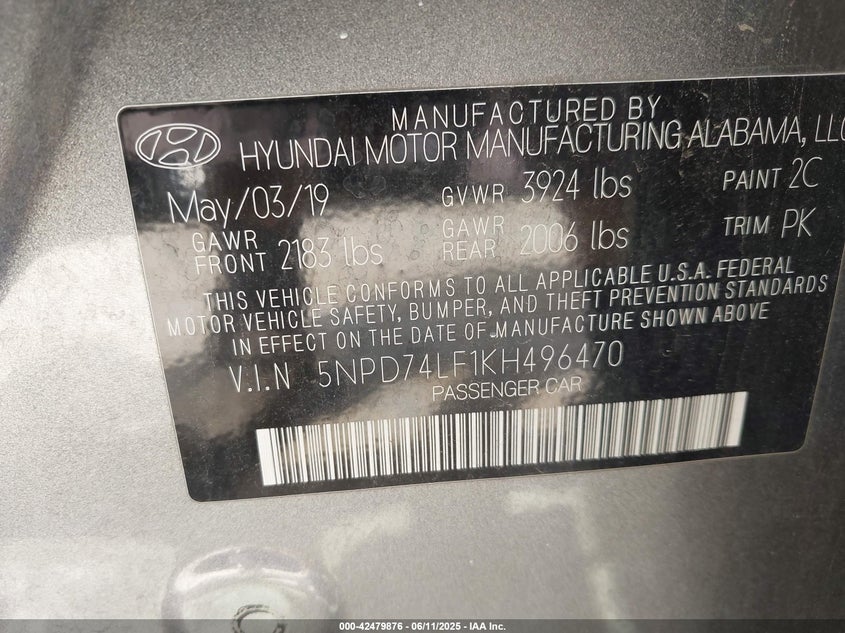 MANUFACTURED BY
HYUNDAI MOTOR MANUFACTURING ALABAMA, LLC
May/03/19 GVWR 3924 lbs PAINT 2C
GAWR FRONT 2183 lbs GAWR REAR 2006 lbs TRIM PK
THIS VEHICLE CONFORMS TO ALL APPLICABLE U.S.A. FEDERAL
MOTOR VEHICLE SAFETY, BUMPER, AND THEFT PREVENTION STANDARDS
IN EFFECT ON THE DATE OF MANUFACTURE SHOWN ABOVE
V.I.N 5NPD74LF1KH496470
PASSENGER CAR
000-42479876 - 06/11/2025 - IAA Inc.